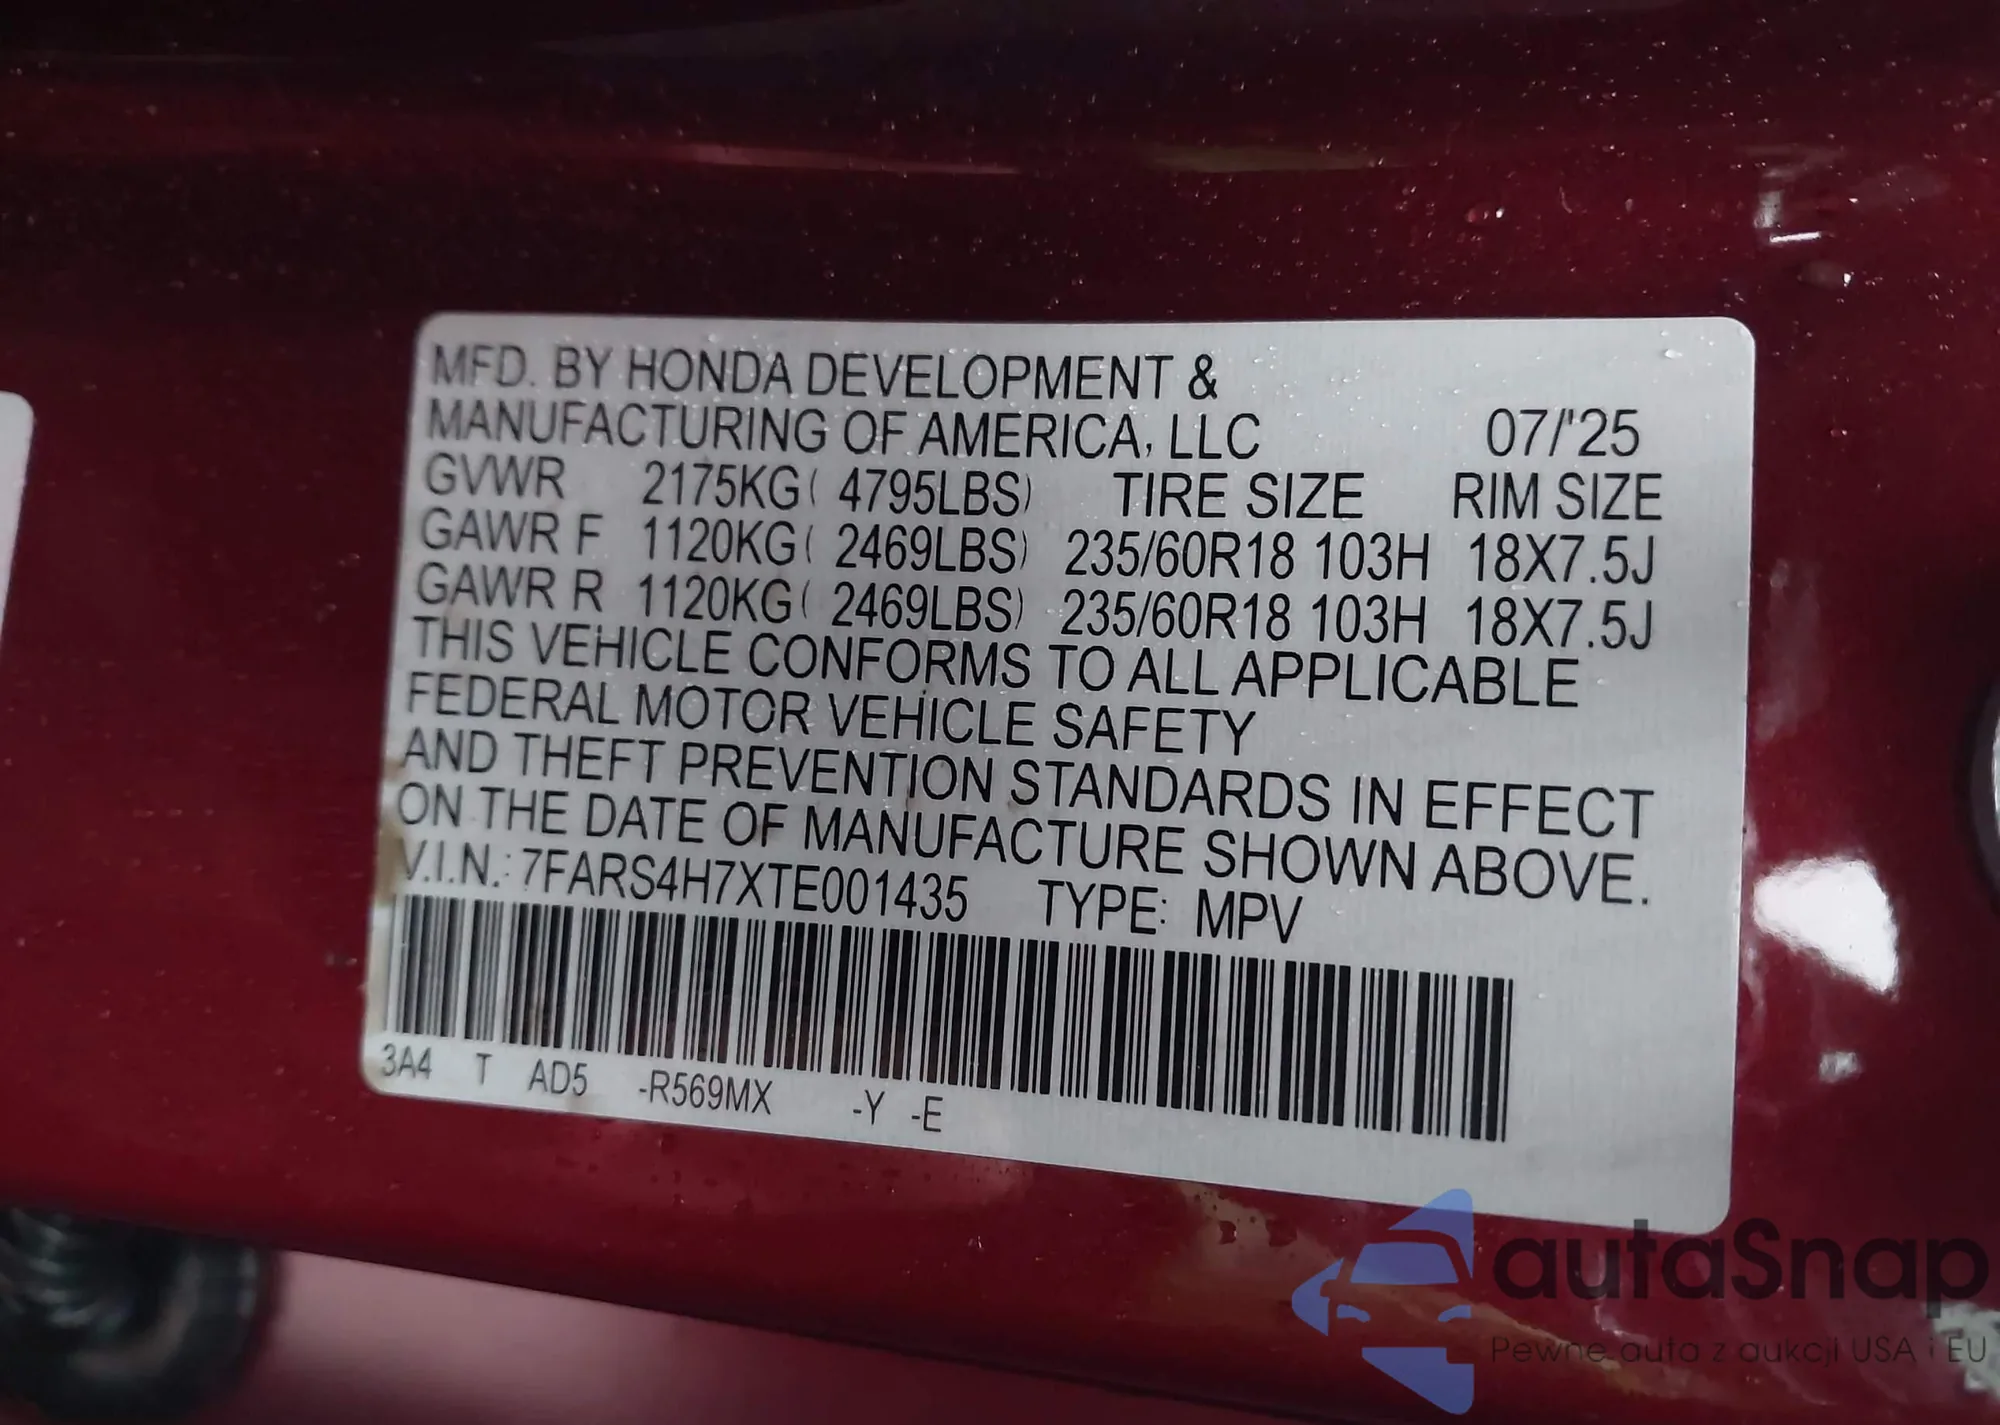 MFD. BY HONDA DEVELOPMENT &
MANUFACTURING OF AMERICA, LLC 07/'25
GVWR 2175KG( 4795LBS) TIRE SIZE RIM SIZE
GAWR F 1120KG( 2469LBS) 235/60R18 103H 18X7.5J
GAWR R 1120KG( 2469LBS) 235/60R18 103H 18X7.5J
THIS VEHICLE CONFORMS TO ALL APPLICABLE
FEDERAL MOTOR VEHICLE SAFETY
AND THEFT PREVENTION STANDARDS IN EFFECT
ON THE DATE OF MANUFACTURE SHOWN ABOVE.
V.I.N.: 7FARS4H7XTE001435 TYPE: MPV
3A4 T AD5 -R569MX -Y -E
autaSnap
Pewne auta z aukcji USA i EU